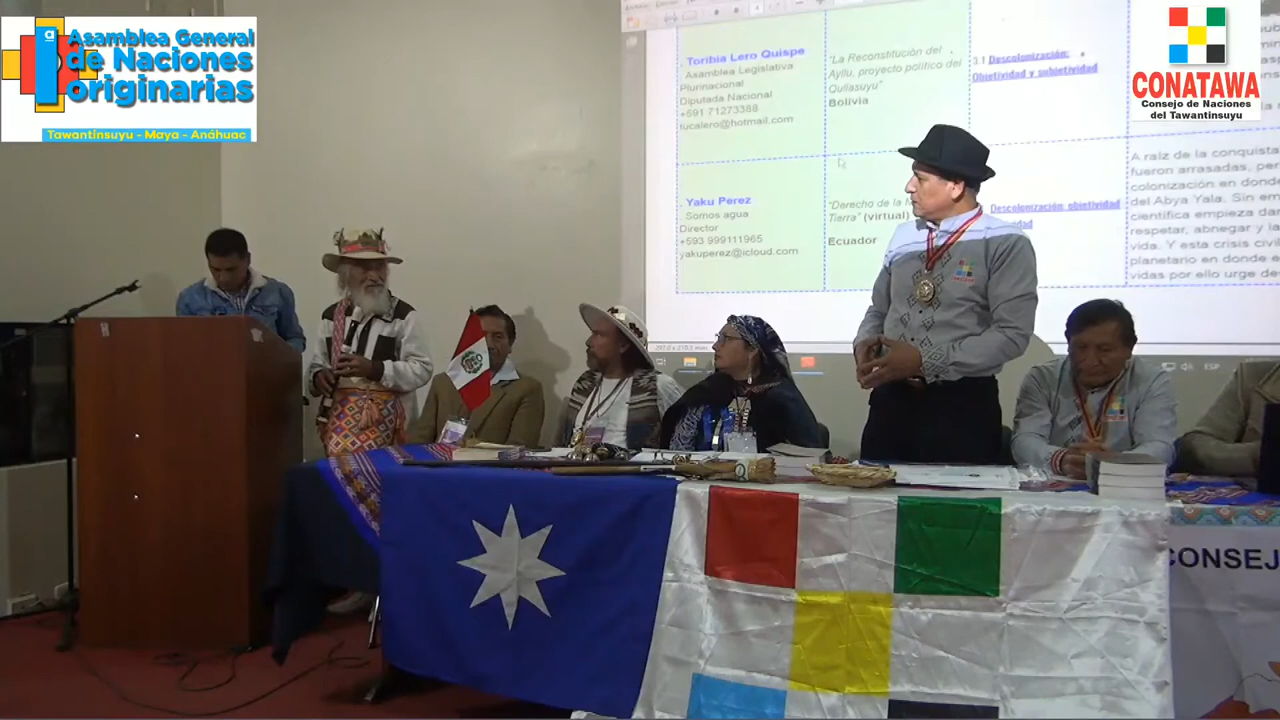 1ª Asamblea General
de Naciones
originarias
Tawantinsuyu - Maya - Anáhuac
Toribia Lero Quispe
Asamblea Legislativa
Plurinacional
Diputada Nacional
+591 71273388
tucalero@hotmail.com
"La Reconstitución del
Ayllu, proyecto político del
Qullasuyu"
Bolivia
3.1 Descolonización:
Objetividad y subjetividad
Yaku Perez
Somos agua
Director
+593 999111965
yakuperez@icloud.com
"Derecho de la
Tierra" (virtual)
Ecuador
Descolonización: objetividad
A raíz de la conquista
fueron arrasadas, per
colonización en donde
del Abya Yala. Sin em
científica empieza dar
respetar, abnegar y la
vida. Y esta crisis civi
planetario en donde e
vidas por ello urge de
ESP
CONATAWA
Consejo de Naciones
del Tawantinsuyu
CONSEJ